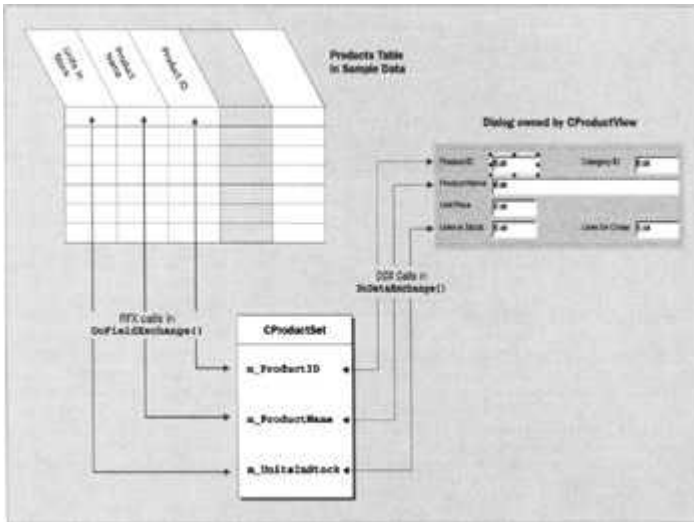 Units In
Stock
Product
Name
Product ID
Products Table
in Sample Data
Dialog owned by CProductView
Product ID
Edit
Category ID
Edit
Product Name
Edit
Unit Price
Edit
Units In Stock
Edit
Units On Order
Edit
RFX calls in
DoFieldExchange()
DDX Calls in
DoDataExchange()
CProductSet
m_ProductID
m_ProductName
m_UnitsInStock